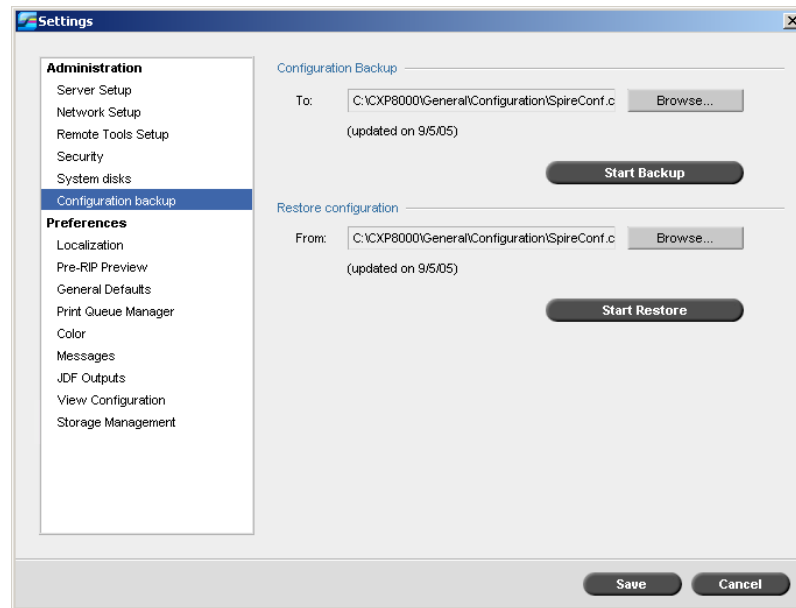 Settings
Administration
Server Setup
Network Setup
Remote Tools Setup
Security
System disks
Configuration backup
Preferences
Localization
Pre-RIP Preview
General Defaults
Print Queue Manager
Color
Messages
JDF Outputs
View Configuration
Storage Management
Configuration Backup
To: C:\CXP8000\General\Configuration\SpireConf.c Browse...
(updated on 9/5/05)
Start Backup
Restore configuration
From: C:\CXP8000\General\Configuration\SpireConf.c Browse...
(updated on 9/5/05)
Start Restore
Save Cancel